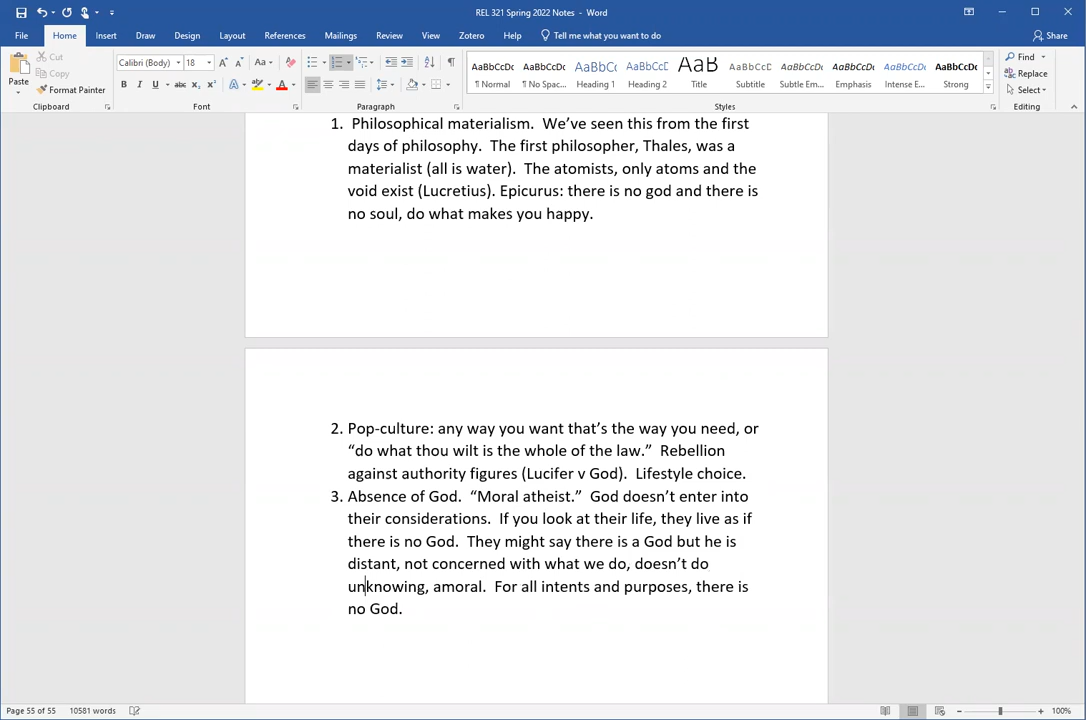 REL 321 Spring 2022 Notes - Word
File Home Insert Draw Design Layout References Mailings Review View Zotero Help Tell me what you want to do Share
Paste Cut Copy Format Painter
Calibri (Body) 18 Aa
AaBbCcDc AaBbCcDc AaBbCc AaBbCcD AaB AaBbCcD AaBbCcDc AaBbCcDc AaBbCcDc AaBbCcDc
¶ Normal ¶ No Spac... Heading 1 Heading 2 Title Subtitle Subtle Em... Emphasis Intense E... Strong
Find Replace Select
Clipboard Font Paragraph Styles Editing
1. Philosophical materialism. We’ve seen this from the first
days of philosophy. The first philosopher, Thales, was a
materialist (all is water). The atomists, only atoms and the
void exist (Lucretius). Epicurus: there is no god and there is
no soul, do what makes you happy.
2. Pop-culture: any way you want that’s the way you need, or
“do what thou wilt is the whole of the law.” Rebellion
against authority figures (Lucifer v God). Lifestyle choice.
3. Absence of God. “Moral atheist.” God doesn’t enter into
their considerations. If you look at their life, they live as if
there is no God. They might say there is a God but he is
distant, not concerned with what we do, doesn’t do
unknowing, amoral. For all intents and purposes, there is
no God.
Page 55 of 55 10581 words 100%